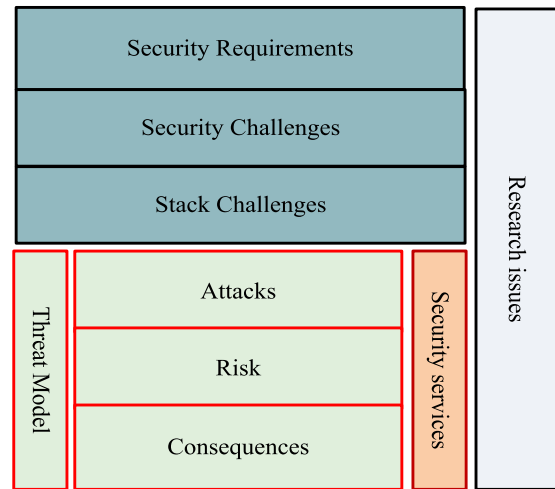 Security Requirements
Security Challenges
Stack Challenges
Research issues
Threat Model
Attacks
Risk
Consequences
Security services